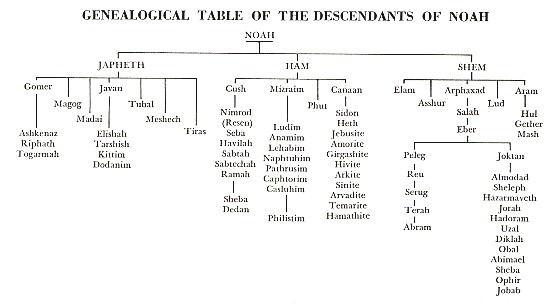 GENEALOGICAL TABLE OF THE DESCENDANTS OF NOAH
NOAH
JAPHETH
HAM
SHEM
Gomer
Magog
Madai
Javan
Tubal
Meshech
Tiras
Ashkenaz
Riphath
Togarmah
Elishah
Tarshish
Kittim
Dodanim
Cush
Mizraim
Phut
Canaan
Nimrod
(Resen)
Seba
Havilah
Sabtah
Sabtechah
Ramah
Sheba
Dedan
Ludim
Anamim
Lehabim
Naphtuhim
Pathrusim
Caphtorim
Casluhim
Philistim
Sidon
Heth
Jebusite
Amorite
Girgashite
Hivite
Arkite
Sinite
Arvadite
Temarite
Hamathite
Elam
Asshur
Arphaxad
Lud
Aram
Salah
Eber
Hul
Gether
Mash
Peleg
Reu
Serug
Terah
Abram
Joktan
Almodad
Sheleph
Hazarmaveth
Jorah
Hadoram
Uzal
Diklah
Obal
Abimael
Sheba
Ophir
Jobab